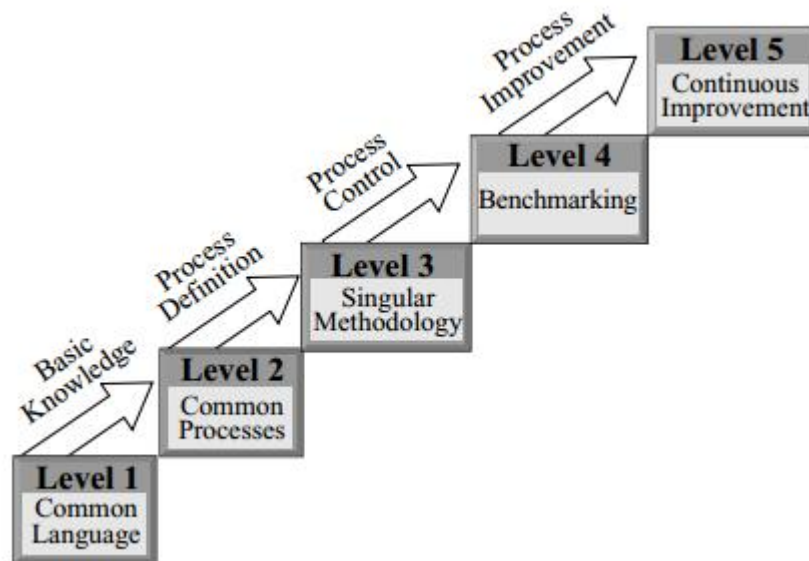 Process
Improvement
Level 5
Continuous
Improvement
Process
Control
Level 4
Benchmarking
Process
Definition
Level 3
Singular
Methodology
Basic
Knowledge
Level 2
Common
Processes
Level 1
Common
Language